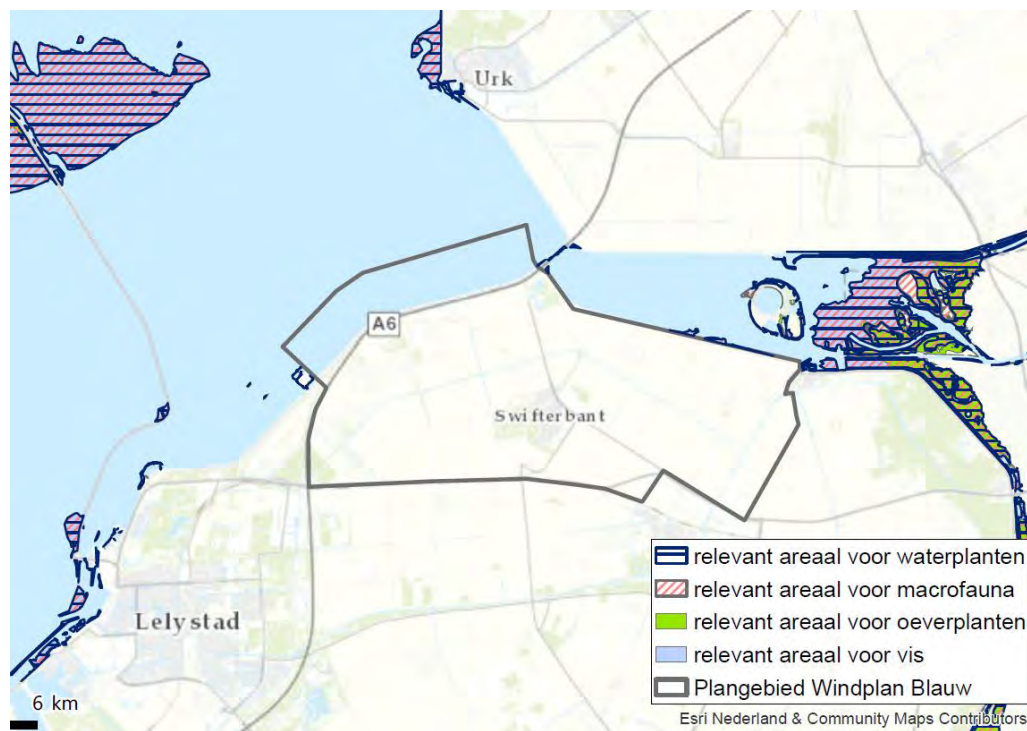 Urk
A6
Swifterbant
Lelystad
relevant areaal voor waterplanten
relevant areaal voor macrofauna
relevant areaal voor oeverplanten
relevant areaal voor vis
Plangebied Windplan Blauw
6 km
Esri Nederland & Community Maps Contributors